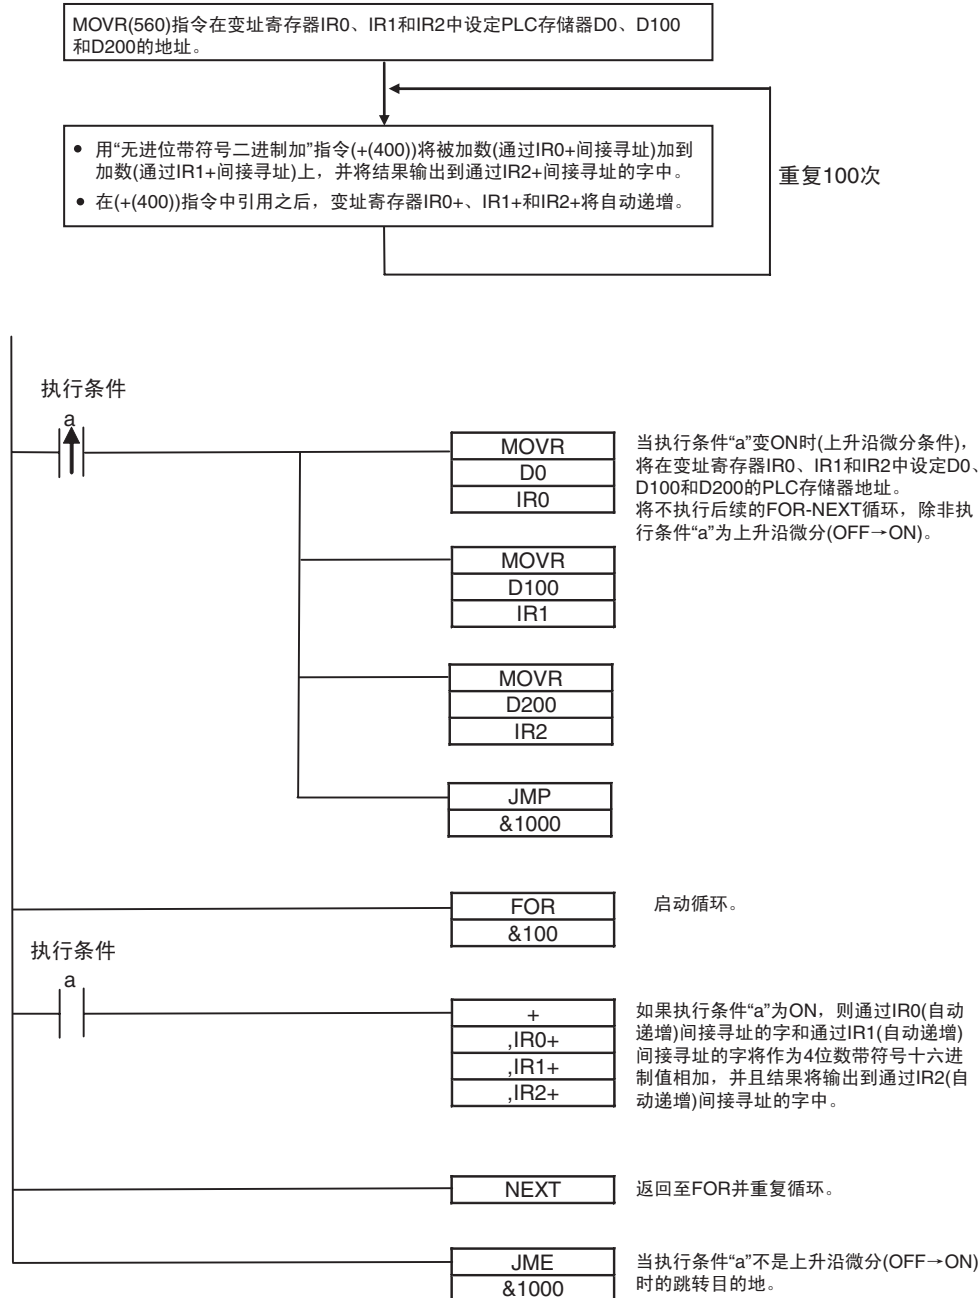 MOVR(560)指令在变址寄存器IR0、IR1和IR2中设定PLC存储器D0、D100
和D200的地址。
● 用“无进位带符号二进制加”指令(+(400))将被加数(通过IR0+间接寻址)加到
加数(通过IR1+间接寻址)上，并将结果输出到通过IR2+间接寻址的字中。
● 在(+(400))指令中引用之后，变址寄存器IR0+、IR1+和IR2+将自动递增。
重复100次
执行条件
a
MOVR
D0
IR0
当执行条件“a”变ON时(上升沿微分条件)，
将在变址寄存器IR0、IR1和IR2中设定D0、
D100和D200的PLC存储器地址。
将不执行后续的FOR-NEXT循环，除非执
行条件“a”为上升沿微分(OFF→ON)。
MOVR
D100
IR1
MOVR
D200
IR2
JMP
&1000
FOR
&100
启动循环。
执行条件
a
+
,IR0+
,IR1+
,IR2+
如果执行条件“a”为ON，则通过IR0(自动
递增)间接寻址的字和通过IR1(自动递增)
间接寻址的字将作为4位数带符号十六进
制值相加，并且结果将输出到通过IR2(自
动递增)间接寻址的字中。
NEXT
返回至FOR并重复循环。
JME
&1000
当执行条件“a”不是上升沿微分(OFF→ON)
时的跳转目的地。